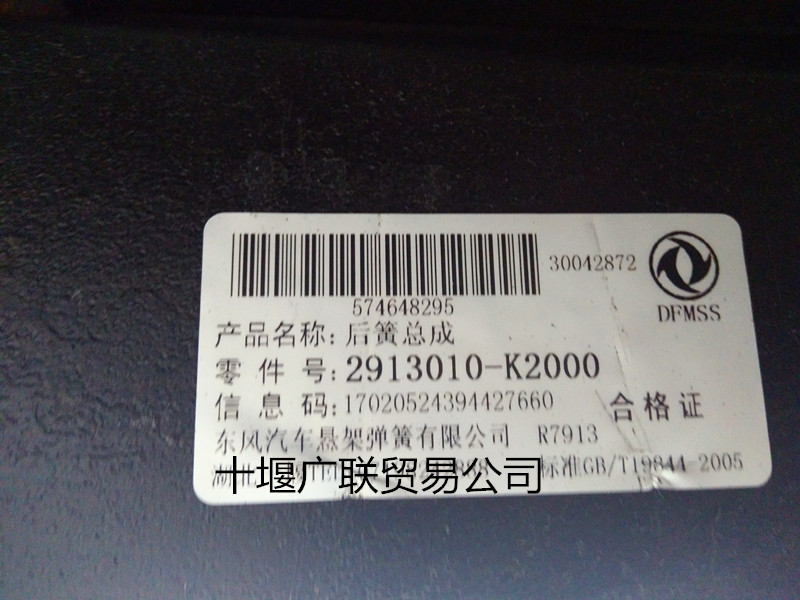 30042872
574648295
DFMSS
产品名称: 后簧总成
零件号: 2913010-K2000
信息码: 17020524394427660
合格证
东风汽车悬架弹簧有限公司 R7913
标准GB/T19844-2005
十堰广联贸易公司